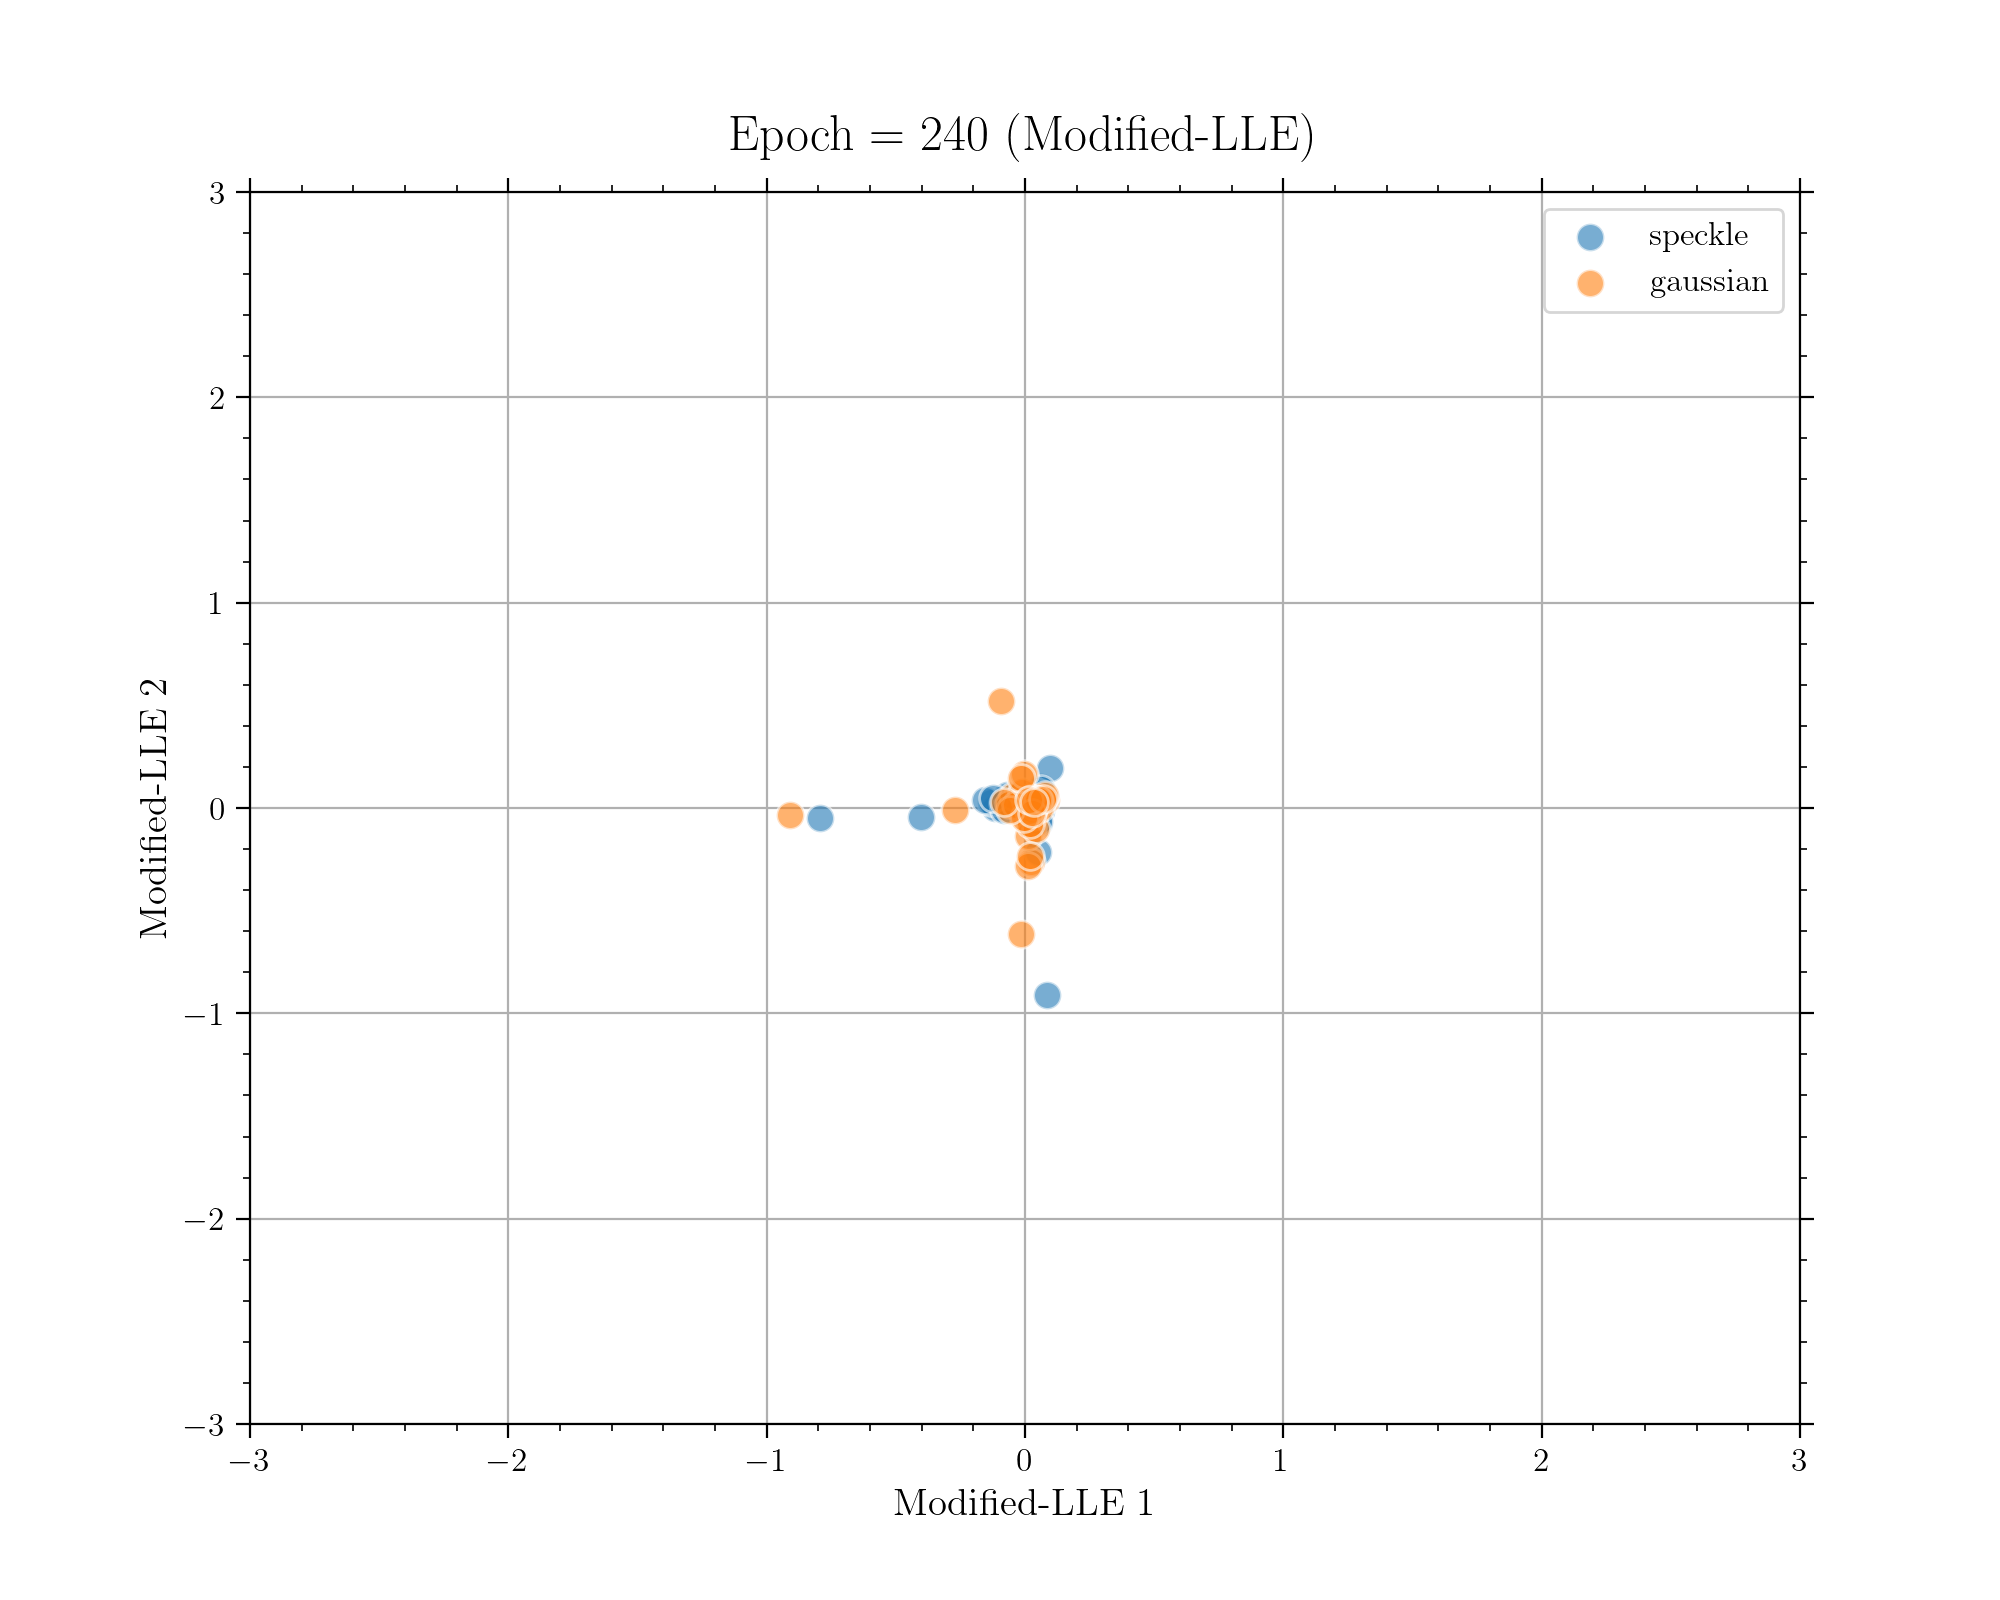 Epoch = 240 (Modified-LLE)
speckle
gaussian
3
2
1
0
−1
−2
−3
Modified-LLE 2
−3 −2 −1 0 1 2 3
Modified-LLE 1